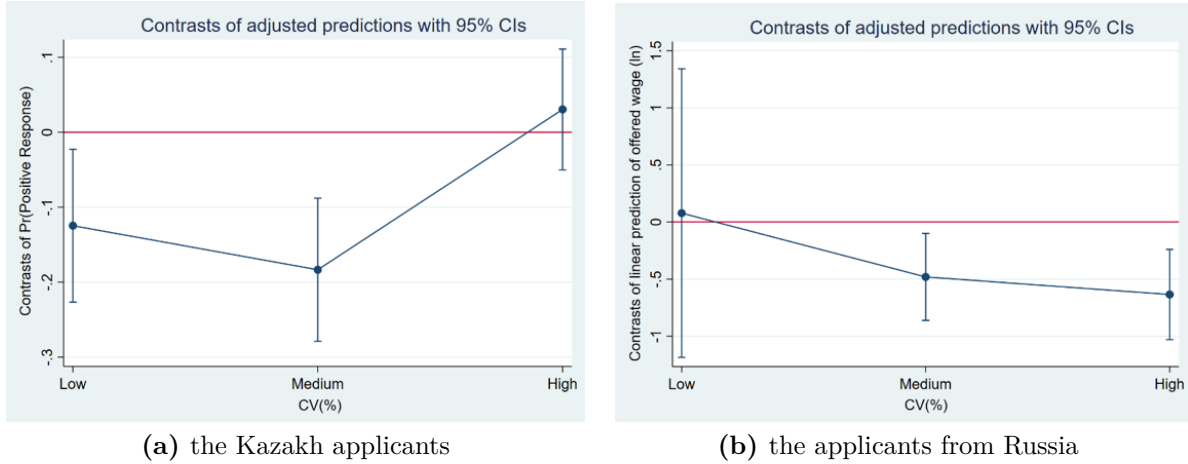 Contrasts of adjusted predictions with 95% CIs
Contrasts of Pr(Positive Response)
.1
0
-.1
-.2
-.3
Low
Medium
High
CV(%)
(a) the Kazakh applicants
Contrasts of adjusted predictions with 95% CIs
Contrasts of linear prediction of offered wage (ln)
1.5
1
.5
0
-.5
-1
Low
Medium
High
CV(%)
(b) the applicants from Russia